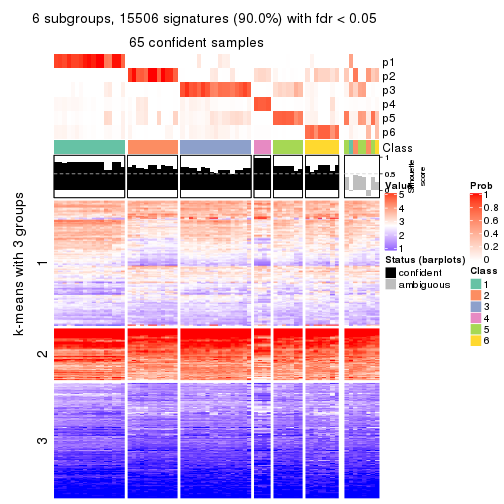 6 subgroups, 15506 signatures (90.0%) with fdr < 0.05
65 confident samples
p1
p2
p3
p4
p5
p6
Class
1
0.5
0
Silhouette
score
k-means with 3 groups
1
2
3
Value
5
4
3
2
1
Status (barplots)
confident
ambiguous
Prob
1
0.8
0.6
0.4
0.2
0
Class
1
2
3
4
5
6